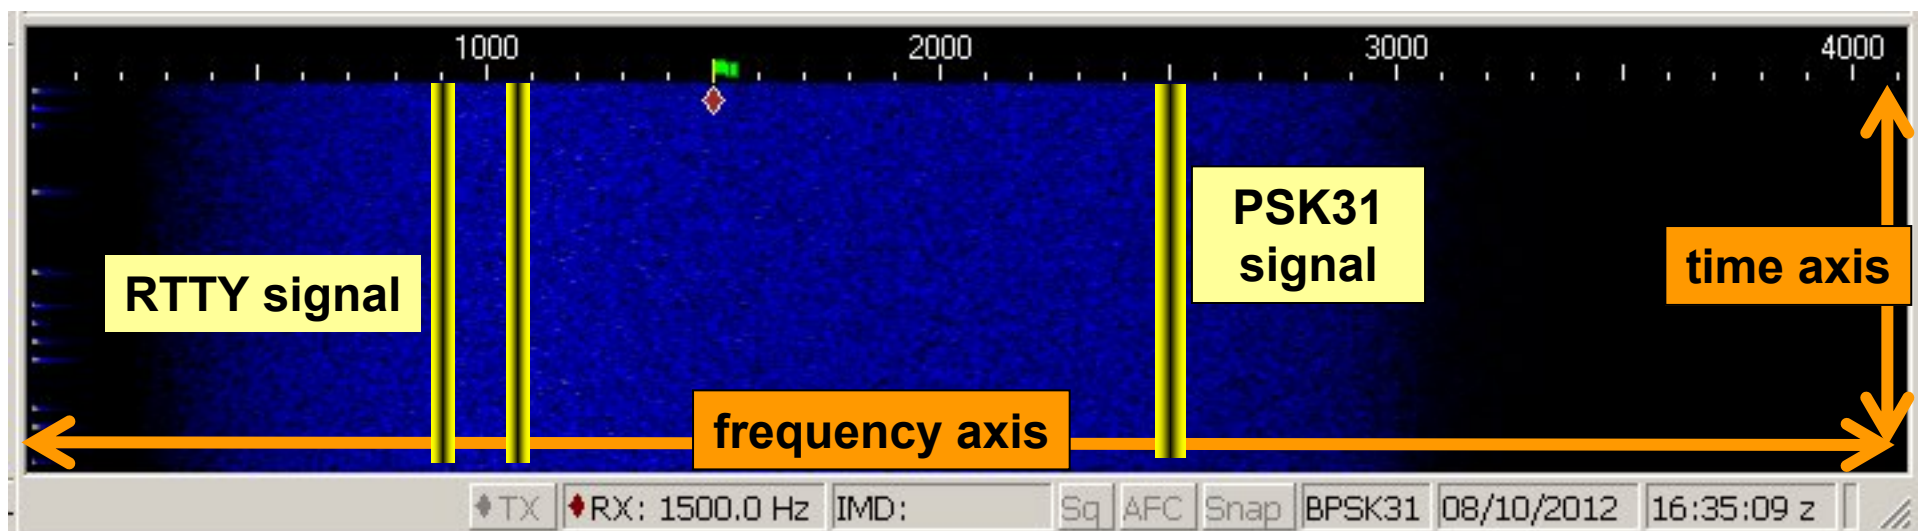 1000 2000 3000 4000
PSK31
signal
RTTY signal
time axis
frequency axis
TX RX: 1500.0 Hz IMD: Sq AFC Snap BPSK31 08/10/2012 16:35:09 z